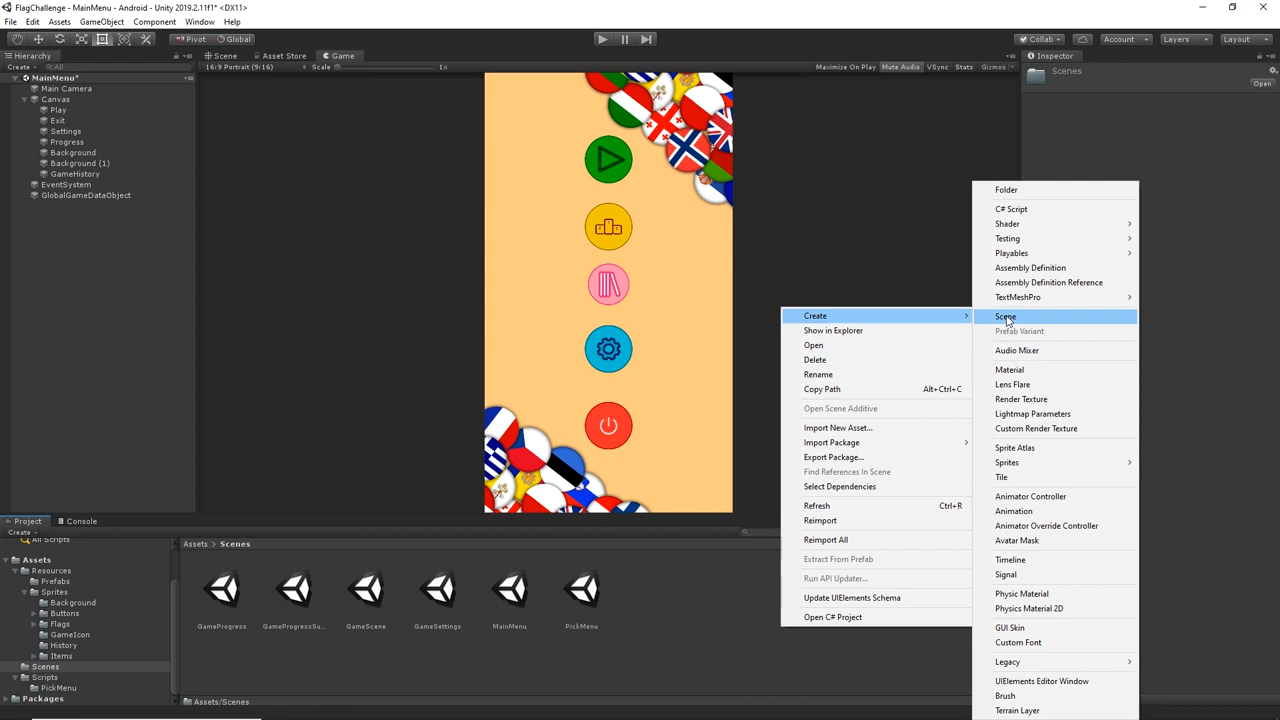 FlagChallenge - MainMenu - Android - Unity 2019.2.11f1* <DX11>
File Edit Assets GameObject Component Window Help
Pivot Global Collab Account Layers Layout
Hierarchy Scene Asset Store Game Inspector
Create All 16:9 Portrait (9:16) Scale 1x Maximize On Play Mute Audio VSync Stats Gizmos Scenes
MainMenu*
Open
Main Camera
Canvas
Play
Exit
Settings
Progress
Background
Background (1)
GameHistory
EventSystem
GlobalGameDataObject
Folder
C# Script
Shader
Testing
Playables
Assembly Definition
Assembly Definition Reference
TextMeshPro
Scene
Prefab Variant
Audio Mixer
Material
Lens Flare
Render Texture
Lightmap Parameters
Custom Render Texture
Sprite Atlas
Sprites
Tile
Animator Controller
Animation
Animator Override Controller
Avatar Mask
Timeline
Signal
Physic Material
Physics Material 2D
GUI Skin
Custom Font
Legacy
UIElements Editor Window
Brush
Terrain Layer
Create
Show in Explorer
Open
Delete
Rename
Copy Path Alt+Ctrl+C
Open Scene Additive
Import New Asset...
Import Package
Export Package...
Find References In Scene
Select Dependencies
Refresh Ctrl+R
Reimport
Reimport All
Extract From Prefab
Run API Updater...
Update UIElements Schema
Open C# Project
Project Console
Create
All Scripts
Assets
Resources
Prefabs
Sprites
Background
Buttons
Flags
GameIcon
History
Items
Scenes
Scripts
PickMenu
Packages
Assets > Scenes
GameProgress GameProgressSu... GameScene GameSettings MainMenu PickMenu
Assets/Scenes